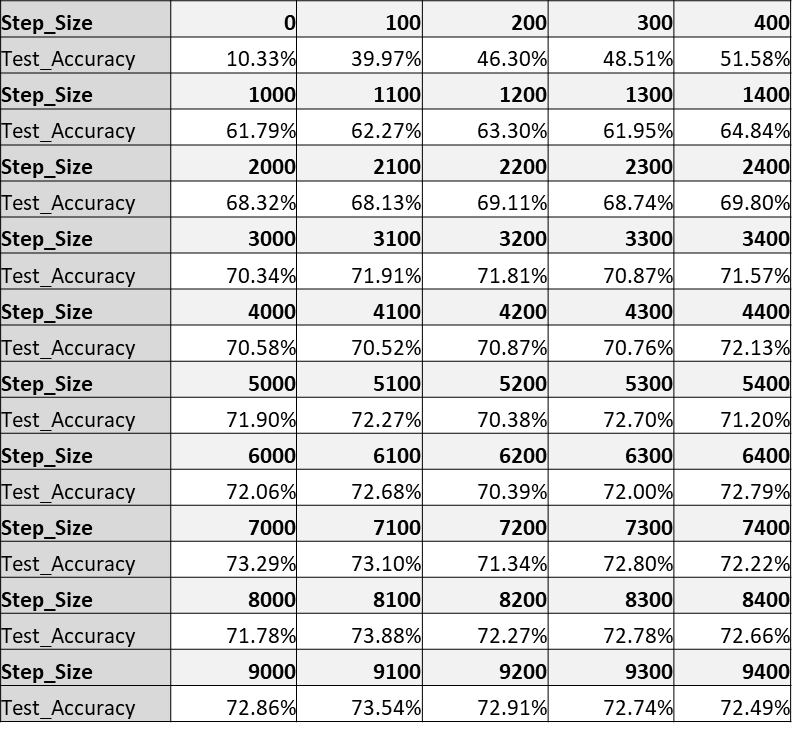 Step_Size 0 100 200 300 400
Test_Accuracy 10.33% 39.97% 46.30% 48.51% 51.58%
Step_Size 1000 1100 1200 1300 1400
Test_Accuracy 61.79% 62.27% 63.30% 61.95% 64.84%
Step_Size 2000 2100 2200 2300 2400
Test_Accuracy 68.32% 68.13% 69.11% 68.74% 69.80%
Step_Size 3000 3100 3200 3300 3400
Test_Accuracy 70.34% 71.91% 71.81% 70.87% 71.57%
Step_Size 4000 4100 4200 4300 4400
Test_Accuracy 70.58% 70.52% 70.87% 70.76% 72.13%
Step_Size 5000 5100 5200 5300 5400
Test_Accuracy 71.90% 72.27% 70.38% 72.70% 71.20%
Step_Size 6000 6100 6200 6300 6400
Test_Accuracy 72.06% 72.68% 70.39% 72.00% 72.79%
Step_Size 7000 7100 7200 7300 7400
Test_Accuracy 73.29% 73.10% 71.34% 72.80% 72.22%
Step_Size 8000 8100 8200 8300 8400
Test_Accuracy 71.78% 73.88% 72.27% 72.78% 72.66%
Step_Size 9000 9100 9200 9300 9400
Test_Accuracy 72.86% 73.54% 72.91% 72.74% 72.49%